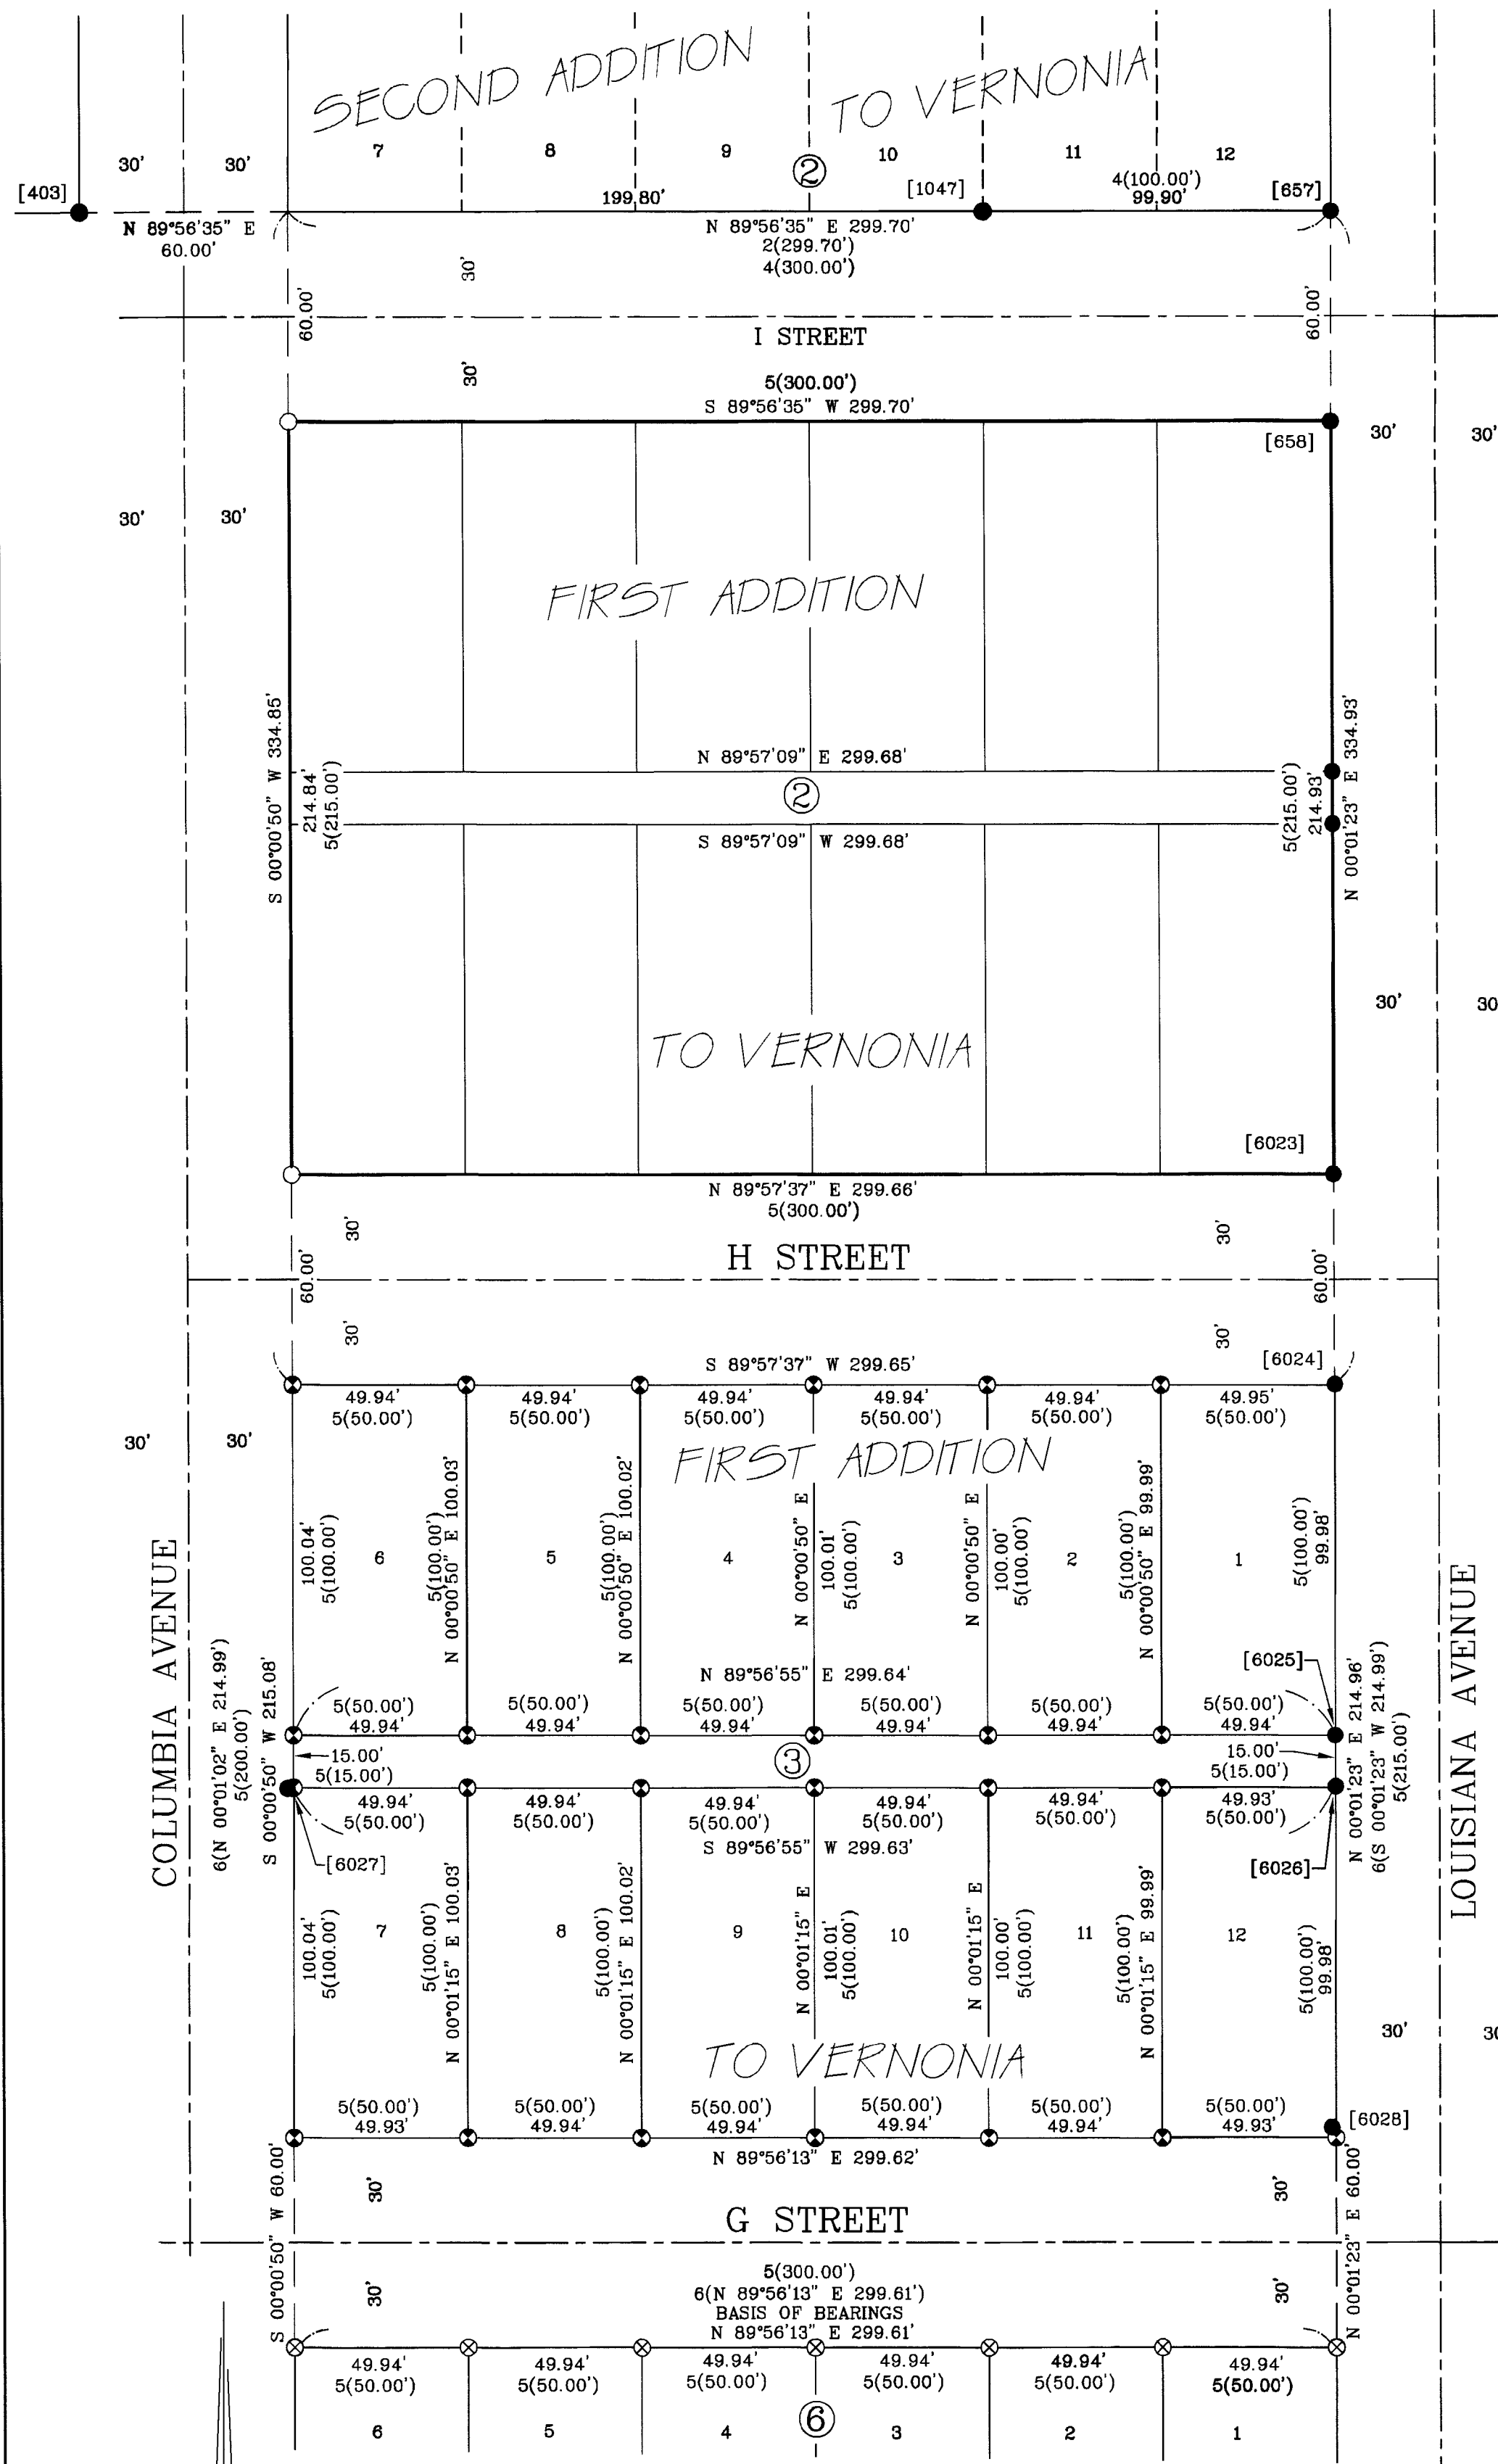 SECOND ADDITION TO VERNONIA
30' 30' 7 8 9 ② 10 11 12
[403] 199.80' [1047] 4(100.00') [657]
99.90'
N 89°56'35" E N 89°56'35" E 299.70'
60.00' 2(299.70')
30' 4(300.00')
60.00' 60.00'
I STREET
30' 5(300.00')
S 89°56'35" W 299.70'
[658] 30' 30'
30' 30'
FIRST ADDITION
S 00°00'50" W 334.85'
214.84'
5(215.00')
N 89°57'09" E 299.68'
②
S 89°57'09" W 299.68'
5(215.00')
214.93'
N 00°01'23" E 334.93'
30' 30
TO VERNONIA
[6023]
N 89°57'37" E 299.66'
5(300.00')
30' 30'
H STREET
60.00' 60.00'
30' 30'
S 89°57'37" W 299.65' [6024]
49.94' 49.94' 49.94' 49.94' 49.94' 49.95'
5(50.00') 5(50.00') 5(50.00') 5(50.00') 5(50.00') 5(50.00')
30' 30'
FIRST ADDITION
100.04'
5(100.00')
6
5(100.00')
N 00°00'50" E 100.03'
5
5(100.00')
N 00°00'50" E 100.02'
4
N 00°00'50" E
100.01'
5(100.00')
3
N 00°00'50" E
100.00'
5(100.00')
2
5(100.00')
N 00°00'50" E 99.99'
1
5(100.00')
99.98'
COLUMBIA AVENUE
6(N 00°01'02" E 214.99')
5(200.00')
S 00°00'50" W 215.08'
N 89°56'55" E 299.64' [6025]
5(50.00') 5(50.00') 5(50.00') 5(50.00') 5(50.00') 5(50.00')
49.94' 49.94' 49.94' 49.94' 49.94' 49.94'
15.00' ③ 15.00'
5(15.00') 5(15.00')
49.94' 49.94' 49.94' 49.94' 49.94' 49.93'
5(50.00') 5(50.00') 5(50.00') 5(50.00') 5(50.00') 5(50.00')
S 89°56'55" W 299.63'
[6027] [6026]
N 00°01'23" E 214.96'
6(S 00°01'23" W 214.99')
5(215.00')
LOUISIANA AVENUE
100.04'
5(100.00')
7
5(100.00')
N 00°01'15" E 100.03'
8
5(100.00')
N 00°01'15" E 100.02'
9
N 00°01'15" E
100.01'
5(100.00')
10
N 00°01'15" E
100.00'
5(100.00')
11
5(100.00')
N 00°01'15" E 99.99'
12
5(100.00')
99.98'
30' 30
TO VERNONIA
5(50.00') 5(50.00') 5(50.00') 5(50.00') 5(50.00') 5(50.00') [6028]
49.93' 49.94' 49.94' 49.94' 49.94' 49.93'
N 89°56'13" E 299.62'
S 00°00'50" W 60.00'
30' 30'
G STREET
N 00°01'23" E 60.00'
5(300.00')
30' 6(N 89°56'13" E 299.61') 30'
BASIS OF BEARINGS
N 89°56'13" E 299.61'
49.94' 49.94' 49.94' 49.94' 49.94' 49.94'
5(50.00') 5(50.00') 5(50.00') 5(50.00') 5(50.00') 5(50.00')
6 5 4 ⑥ 3 2 1